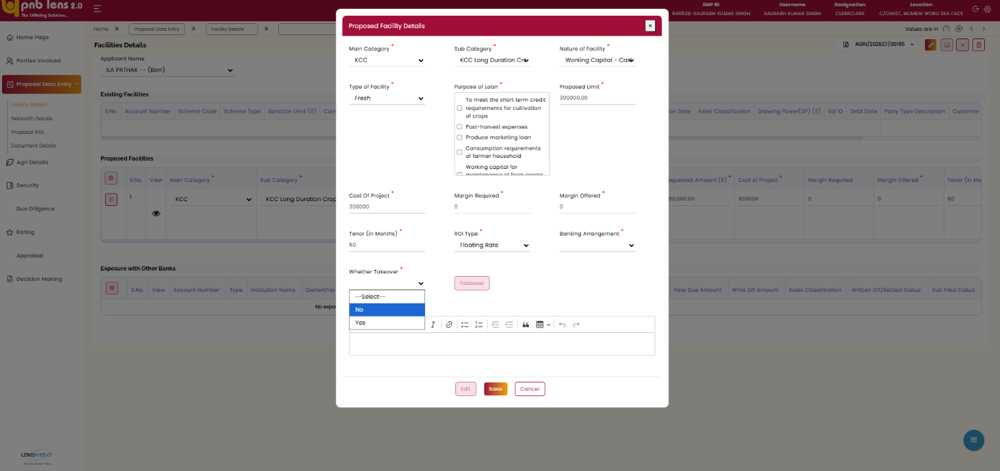 pnb lens 2.0
The LENding Solution...
EMP ID
646528-SAURABH KUMAR SINGH
Username
SAURABH KUMAR SINGH
Designation
CLERKCLERK
Location
C/CHEST, MUMBAI WORLI SEA FACE
Home Page
Parties Involved
Proposal Data Entry
Facility Details
Networth Details
Proposal Info
Document Details
Agri Details
Security
Due Diligence
Rating
Appraisal
Decision Making
LENDperfect
Home » Proposal Data Entry » Facility Details »
Values are in
Facilities Details
AGRI/202627/00195
Applicant Name
ILA PATHAK -- (Borr)
Existing Facilities
S.No. Account Number Scheme Code Scheme Type Sanction Limit (₹) Curr
on Date Asset Classification Drawing Power(DP) (₹) Sol ID Debt Date Party Type Description Customer
Proposed Facilities
S.No. View Main Category * Sub Category *
equested Amount (₹) * Cost of Project * Margin Required Margin Offered * Tenor (in Mo
1 KCC KCC Long Duration Crop
00,000.00 300000 0 0 60
Exposure with Other Banks
S.No. View Account Number Type Institution Name OwnerShip
Pass Due Amount Write Off Amount Asset Classification Written Off/Settled Status Suit Filed Status
No expo
Proposed Facility Details
×
Main Category *
KCC
Sub Category *
KCC Long Duration Cro
Nature of Facility *
Working Capital - Cas
Type of Facility *
Fresh
Purpose of Loan *
To meet the short term credit
requirements for cultivation
of crops
Post-harvest expenses
Produce marketing loan
Consumption requirements
of farmer household
Working capital for
maintenance of farm assets
Proposed Limit *
300000.00
Cost Of Project *
300000
Margin Required *
0
Margin Offered *
0
Tenor (in Months) *
60
ROI Type *
Floating Rate
Banking Arrangement *
Whether Takeover *
Takeover
--Select--
No
Yes
Edit
Save
Cancel